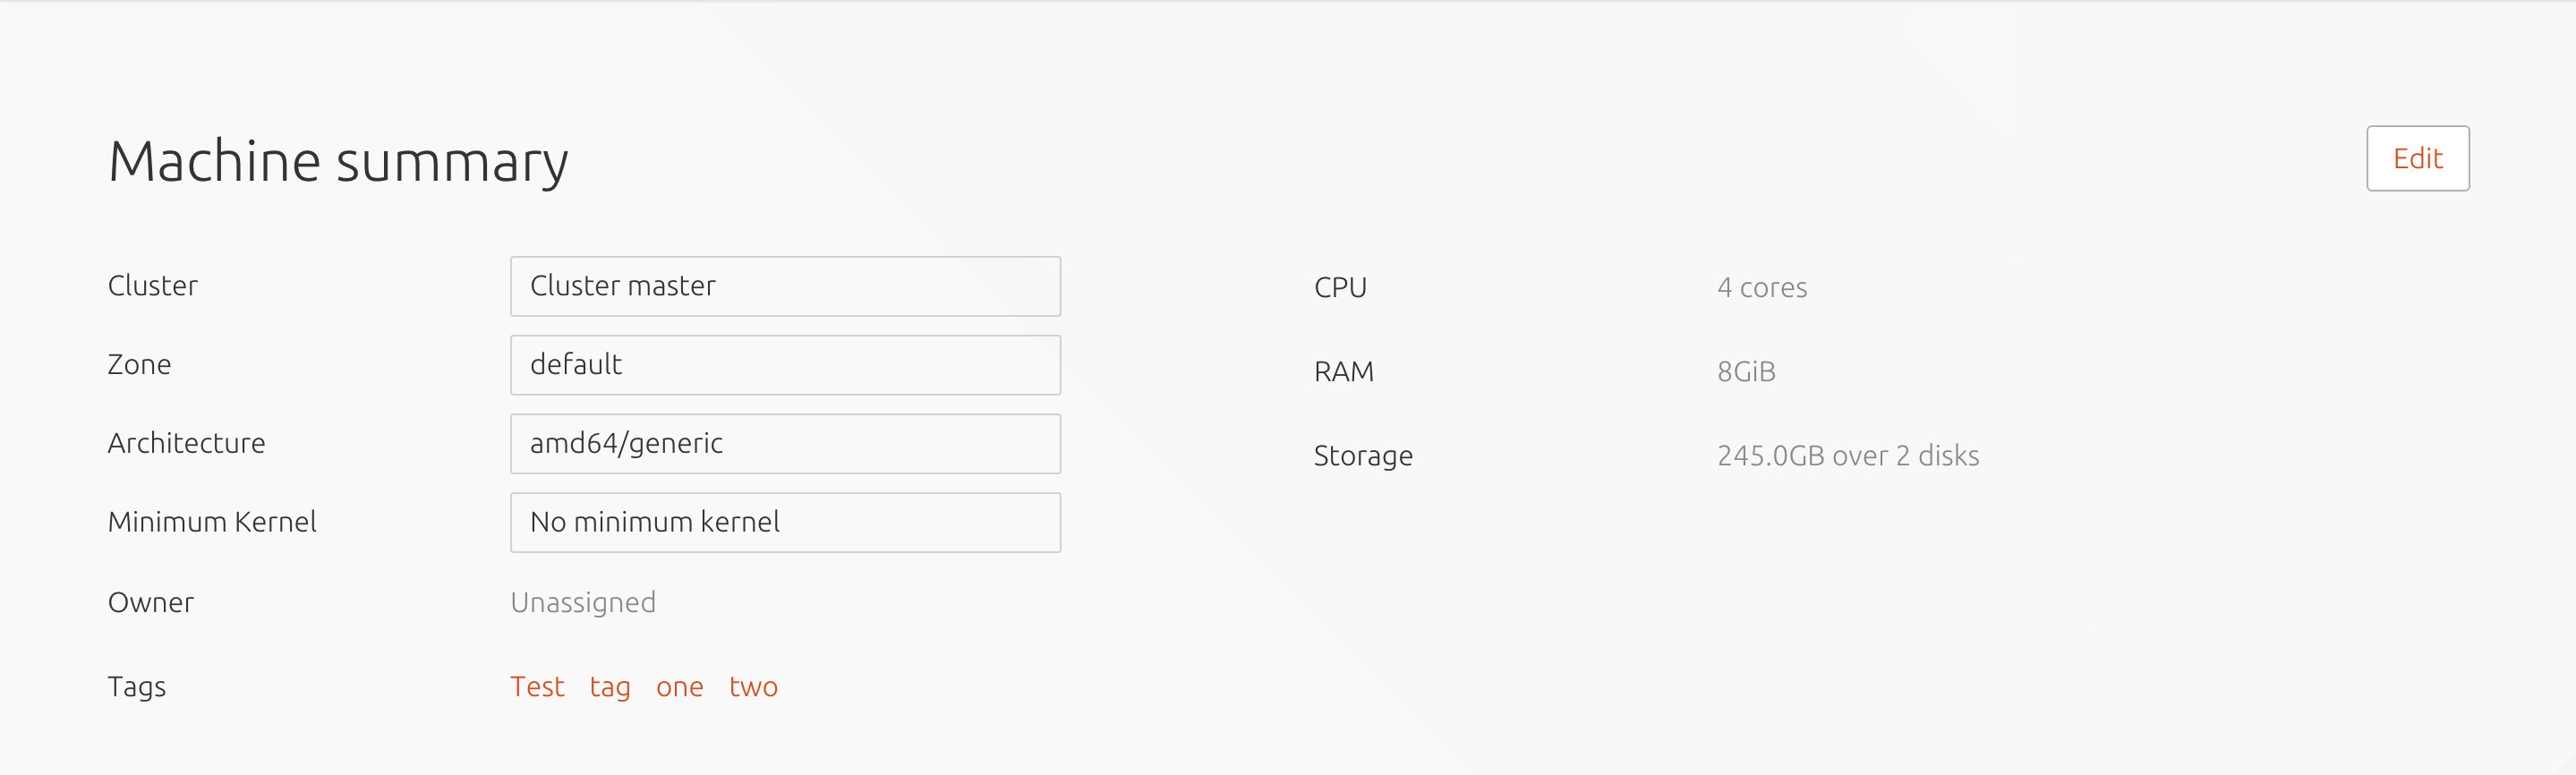 Machine summary
Edit
Cluster
Cluster master
Zone
default
Architecture
amd64/generic
Minimum Kernel
No minimum kernel
Owner
Unassigned
Tags
Test tag one two
CPU
4 cores
RAM
8GiB
Storage
245.0GB over 2 disks